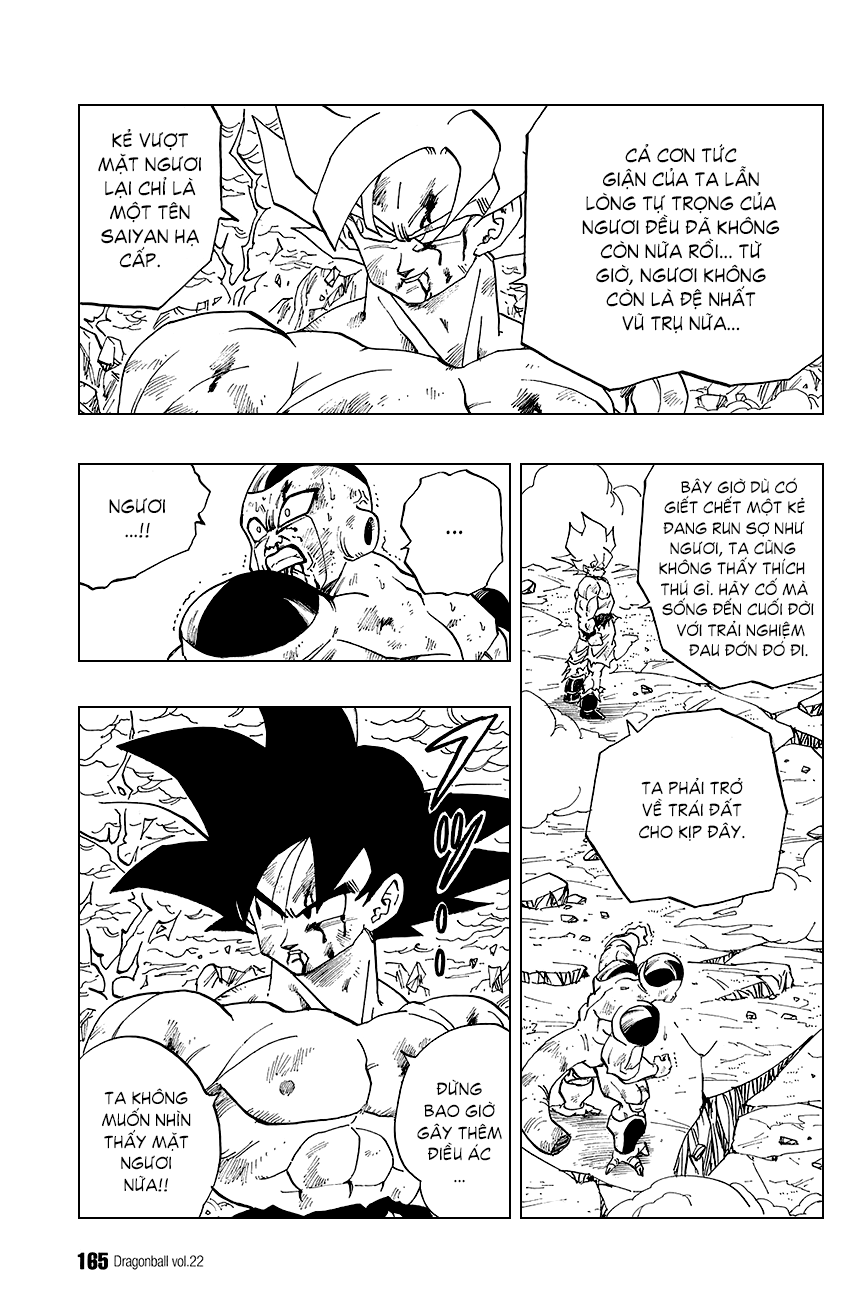 CẢ CƠN TỨC
GIẬN CỦA TA LẪN
LÒNG TỰ TRỌNG CỦA
NGƯƠI ĐỀU ĐÃ KHÔNG
CÒN NỮA RỒI... TỪ
GIỜ, NGƯƠI KHÔNG
CÒN LÀ ĐỆ NHẤT
VŨ TRỤ NỮA...
KẺ VƯỢT
MẶT NGƯƠI
LẠI CHỈ LÀ
MỘT TÊN
SAIYAN HẠ
CẤP.
BÂY GIỜ DÙ CÓ
GIẾT CHẾT MỘT KẺ
ĐANG RUN SỢ NHƯ
NGƯƠI, TA CŨNG
KHÔNG THẤY THÍCH
THÚ GÌ. HÃY CỐ MÀ
SỐNG ĐẾN CUỐI ĐỜI
VỚI TRẢI NGHIỆM
ĐAU ĐỚN ĐÓ ĐI.
TA PHẢI TRỞ
VỀ TRÁI ĐẤT
CHO KỊP ĐÂY.
...
NGƯƠI
...!!
ĐỪNG
BAO GIỜ
GÂY THÊM
ĐIỀU ÁC
...
TA KHÔNG
MUỐN NHÌN
THẤY MẶT
NGƯƠI
NỮA!!
165 Dragonball vol.22